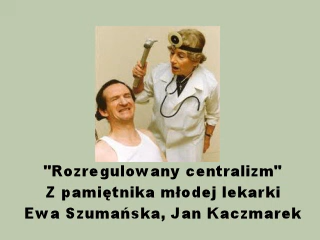 "Rozregulowany centralizm"
Z pamiętnika młodej lekarki
Ewa Szumańska, Jan Kaczmarek